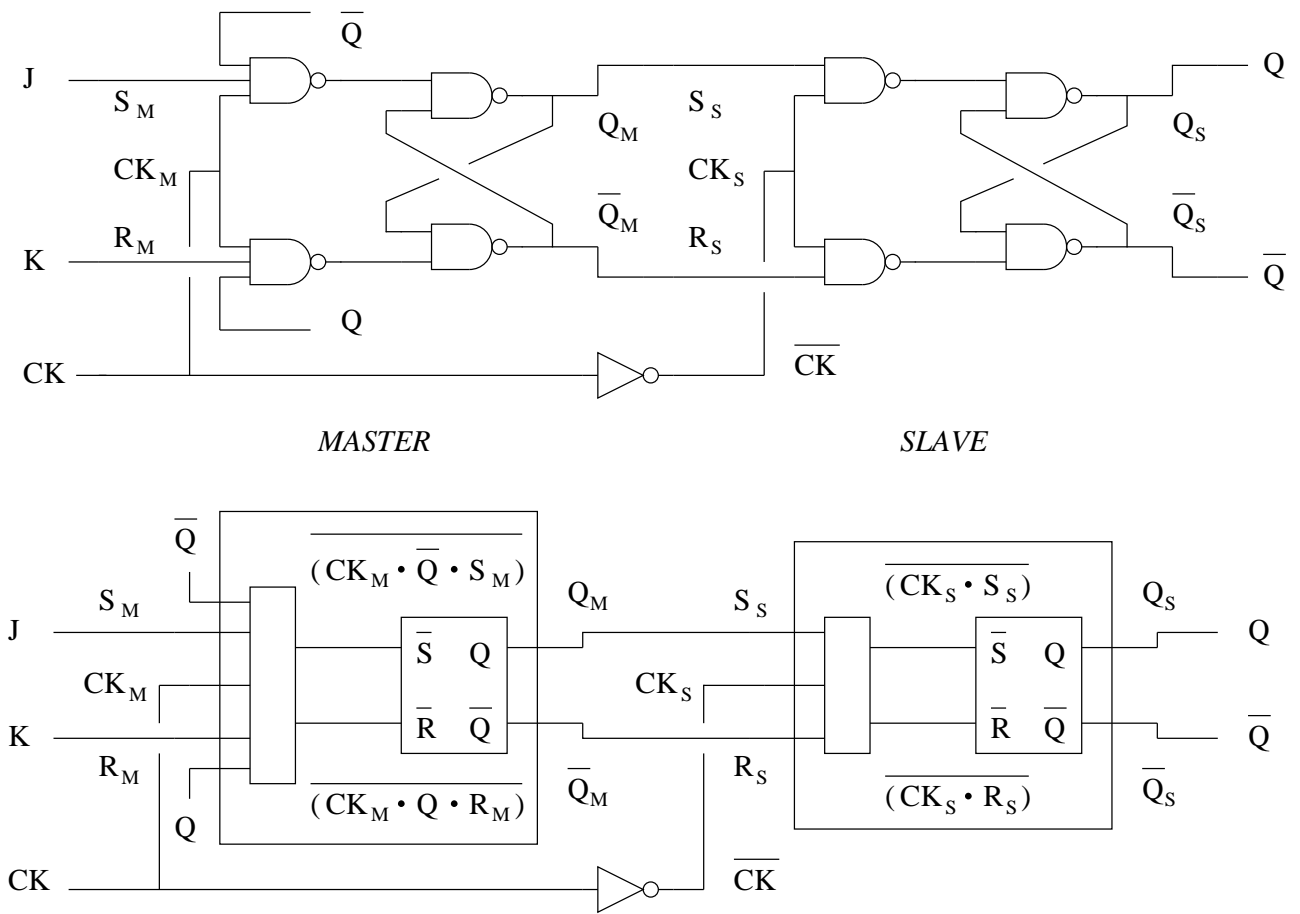 Q̅
J
Q
S_M
S_S
Q_M
Q_S
CK_M
CK_S
Q̅_M
Q̅_S
R_M
R_S
K
Q̅
Q
CK
C̅K̅
MASTER
SLAVE
Q̅
(CK_M • Q̅ • S_M)̅
(CK_S • S_S)̅
S_M
Q_M
S_S
Q_S
J
Q
S̅ Q
S̅ Q
CK_M
CK_S
R̅ Q̅
R̅ Q̅
K
Q̅
R_M
Q̅_M
R_S
Q̅_S
(CK_M • Q • R_M)̅
(CK_S • R_S)̅
Q
CK
C̅K̅